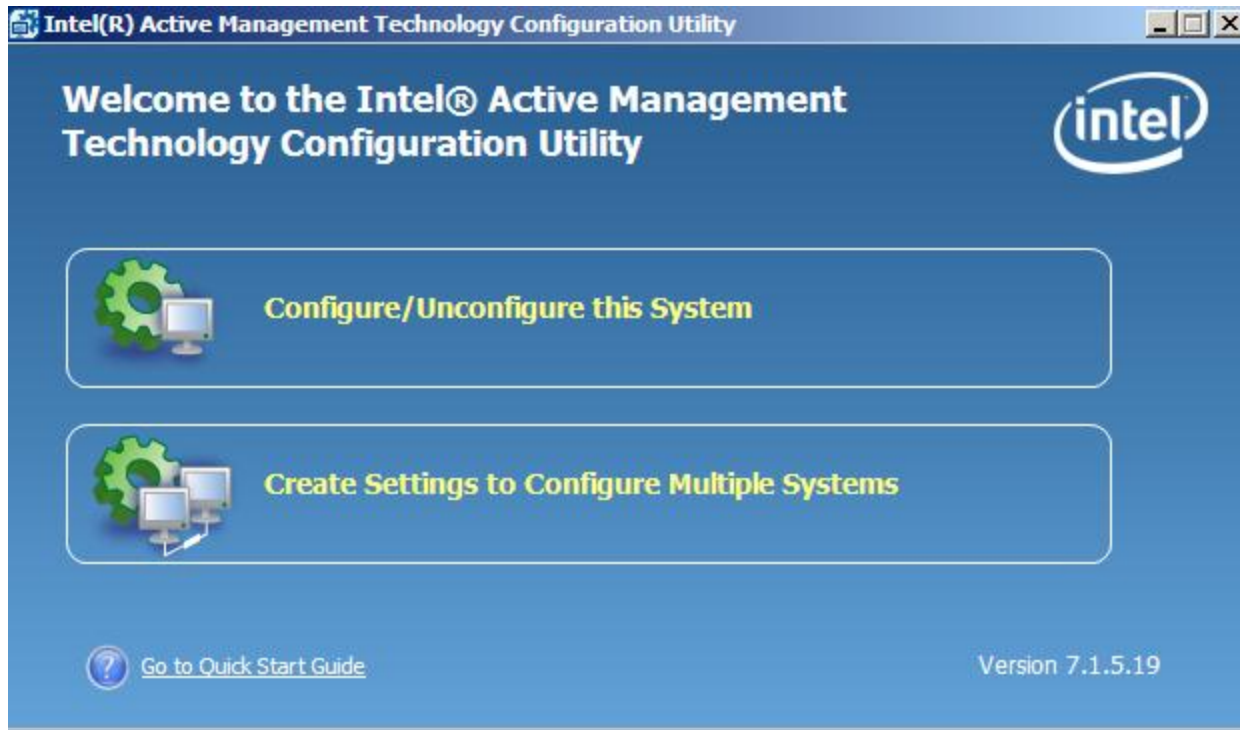 Intel(R) Active Management Technology Configuration Utility
Welcome to the Intel® Active Management
Technology Configuration Utility
intel
Configure/Unconfigure this System
Create Settings to Configure Multiple Systems
? Go to Quick Start Guide
Version 7.1.5.19